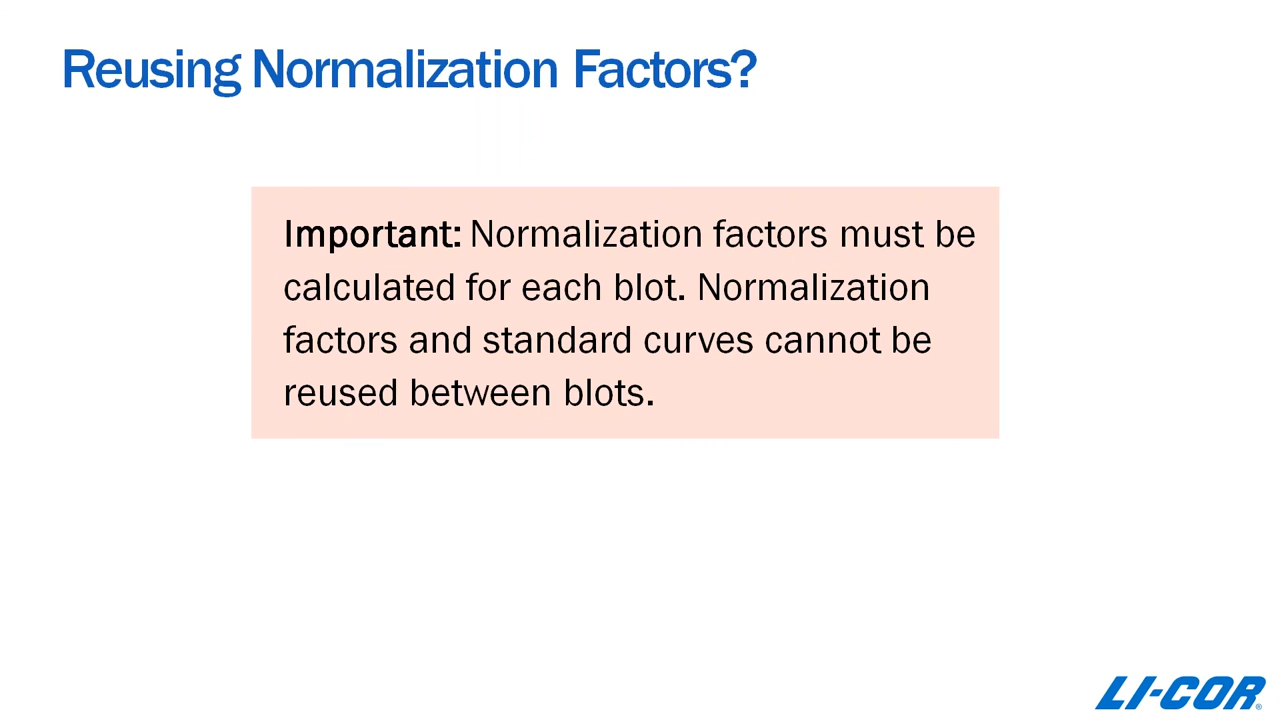 Reusing Normalization Factors?
Important: Normalization factors must be
calculated for each blot. Normalization
factors and standard curves cannot be
reused between blots.
LI-COR®